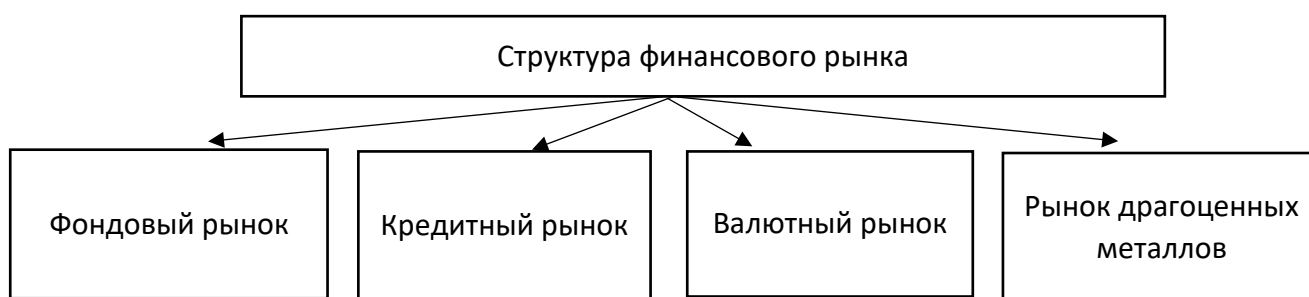 Структура финансового рынка
Фондовый рынок
Кредитный рынок
Валютный рынок
Рынок драгоценных
металлов